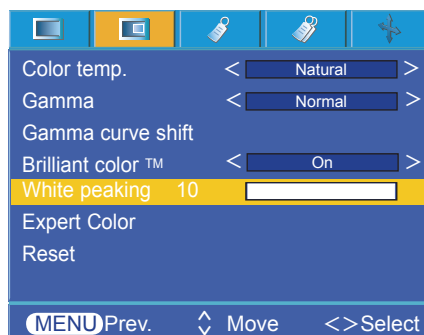 Color temp. < Natural >
Gamma < Normal >
Gamma curve shift
Brilliant color TM < On >
White peaking 10
Expert Color
Reset
MENU Prev. Move <> Select